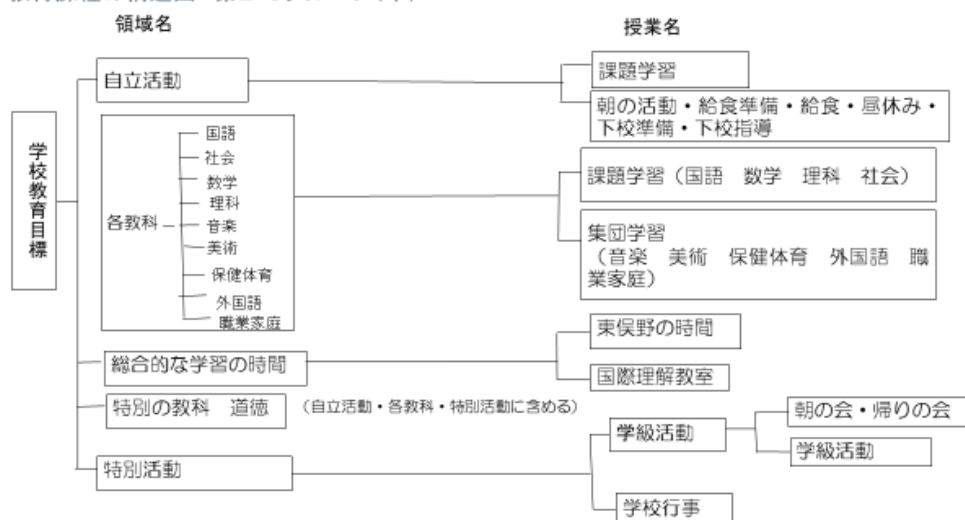 領域名
授業名
学校教育目標
自立活動
課題学習
朝の活動・給食準備・給食・昼休み・
下校準備・下校指導
各教科
国語
社会
数学
理科
音楽
美術
保健体育
外国語
職業家庭
課題学習（国語　数学　理科　社会）
集団学習
（音楽　美術　保健体育　外国語　職
業家庭）
総合的な学習の時間
東俣野の時間
国際理解教室
特別の教科　道徳
（自立活動・各教科・特別活動に含める）
特別活動
学級活動
朝の会・帰りの会
学級活動
学校行事